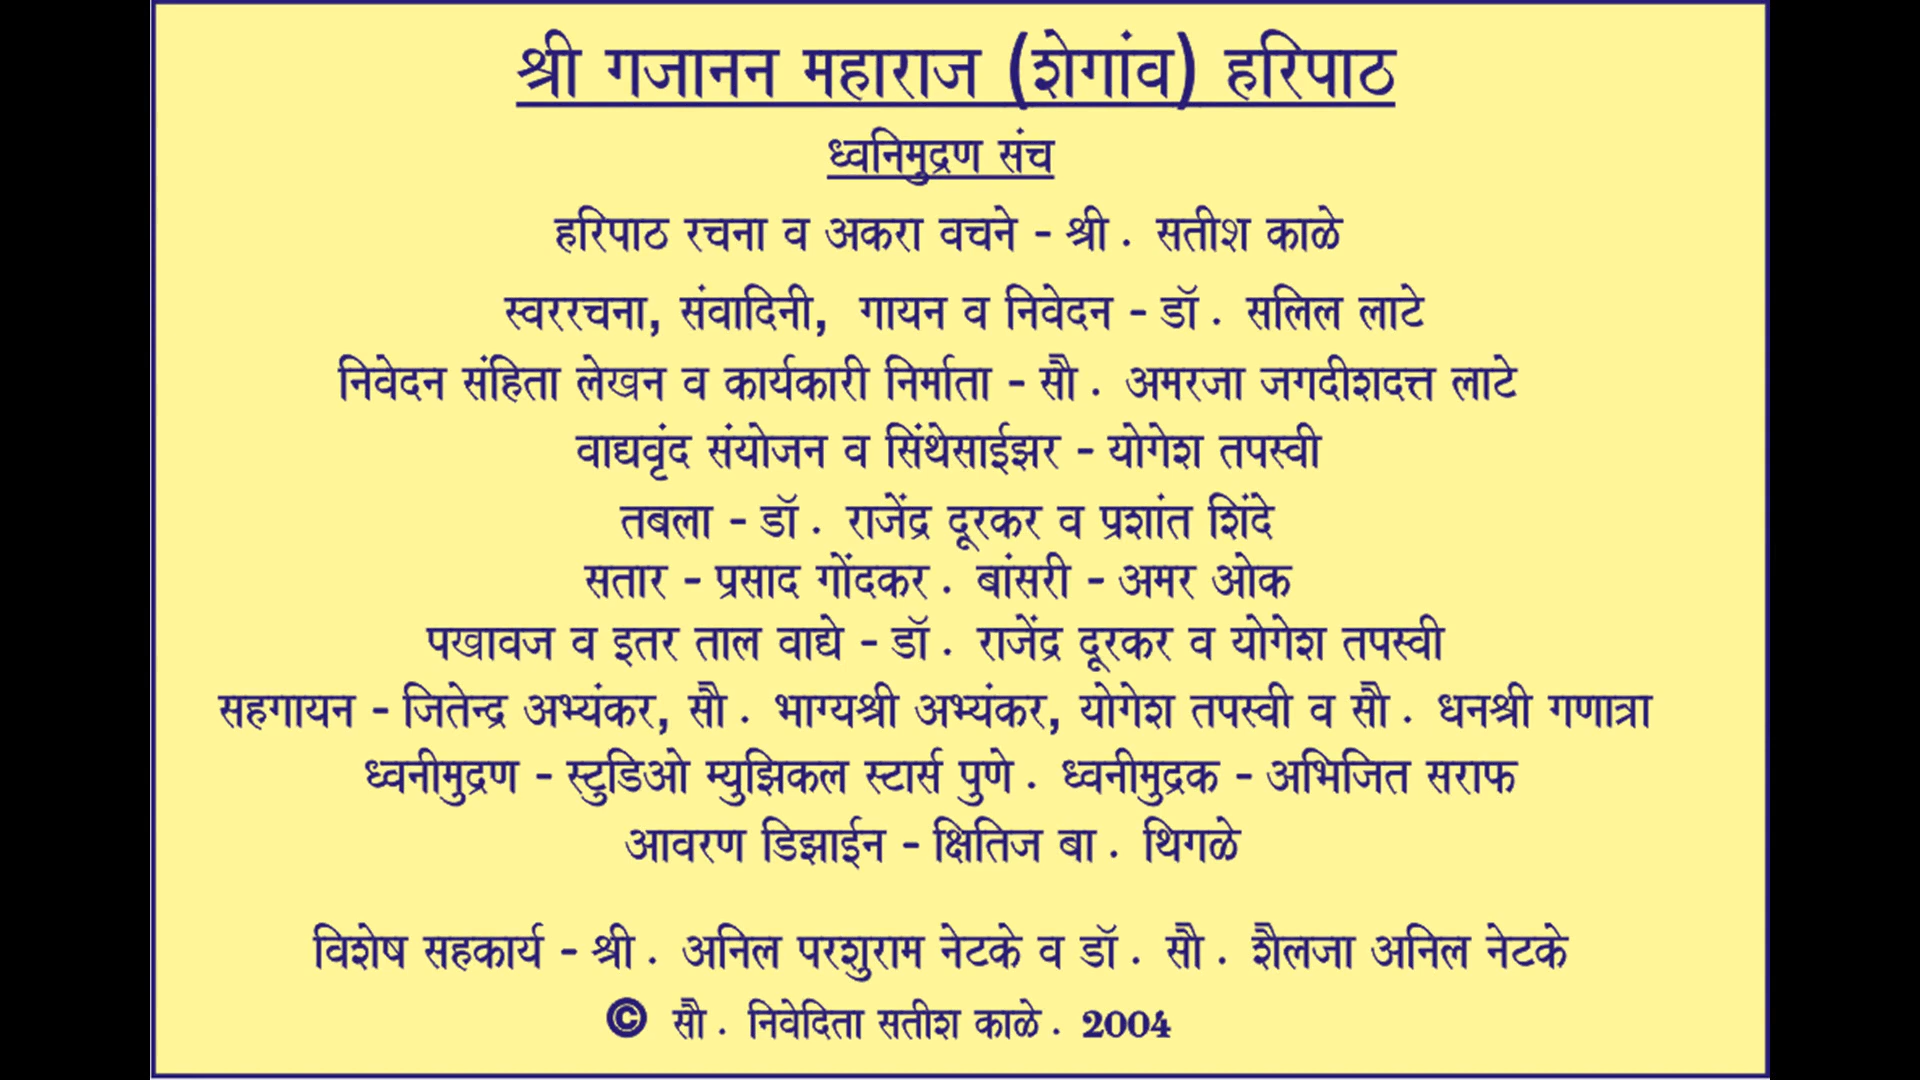 श्री गजानन महाराज (शेगांव) हरिपाठ
ध्वनिमुद्रण संच
हरिपाठ रचना व अकरा वचने - श्री. सतीश काळे
स्वररचना, संवादिनी, गायन व निवेदन - डॉ. सलिल लाटे
निवेदन संहिता लेखन व कार्यकारी निर्माता - सौ. अमरजा जगदीशदत्त लाटे
वाद्यवृंद संयोजन व सिंथेसाईझर - योगेश तपस्वी
तबला - डॉ. राजेंद्र दूरकर व प्रशांत शिंदे
सतार - प्रसाद गोंदकर. बांसरी - अमर ओक
पखावज व इतर ताल वाद्ये - डॉ. राजेंद्र दूरकर व योगेश तपस्वी
सहगायन - जितेन्द्र अभ्यंकर, सौ. भाग्यश्री अभ्यंकर, योगेश तपस्वी व सौ. धनश्री गणात्रा
ध्वनीमुद्रण - स्टुडिओ म्युझिकल स्टार्स पुणे. ध्वनीमुद्रक - अभिजित सराफ
आवरण डिझाईन - क्षितिज बा. थिगळे
विशेष सहकार्य - श्री. अनिल परशुराम नेटके व डॉ. सौ. शैलजा अनिल नेटके
© सौ. निवेदिता सतीश काळे. 2004